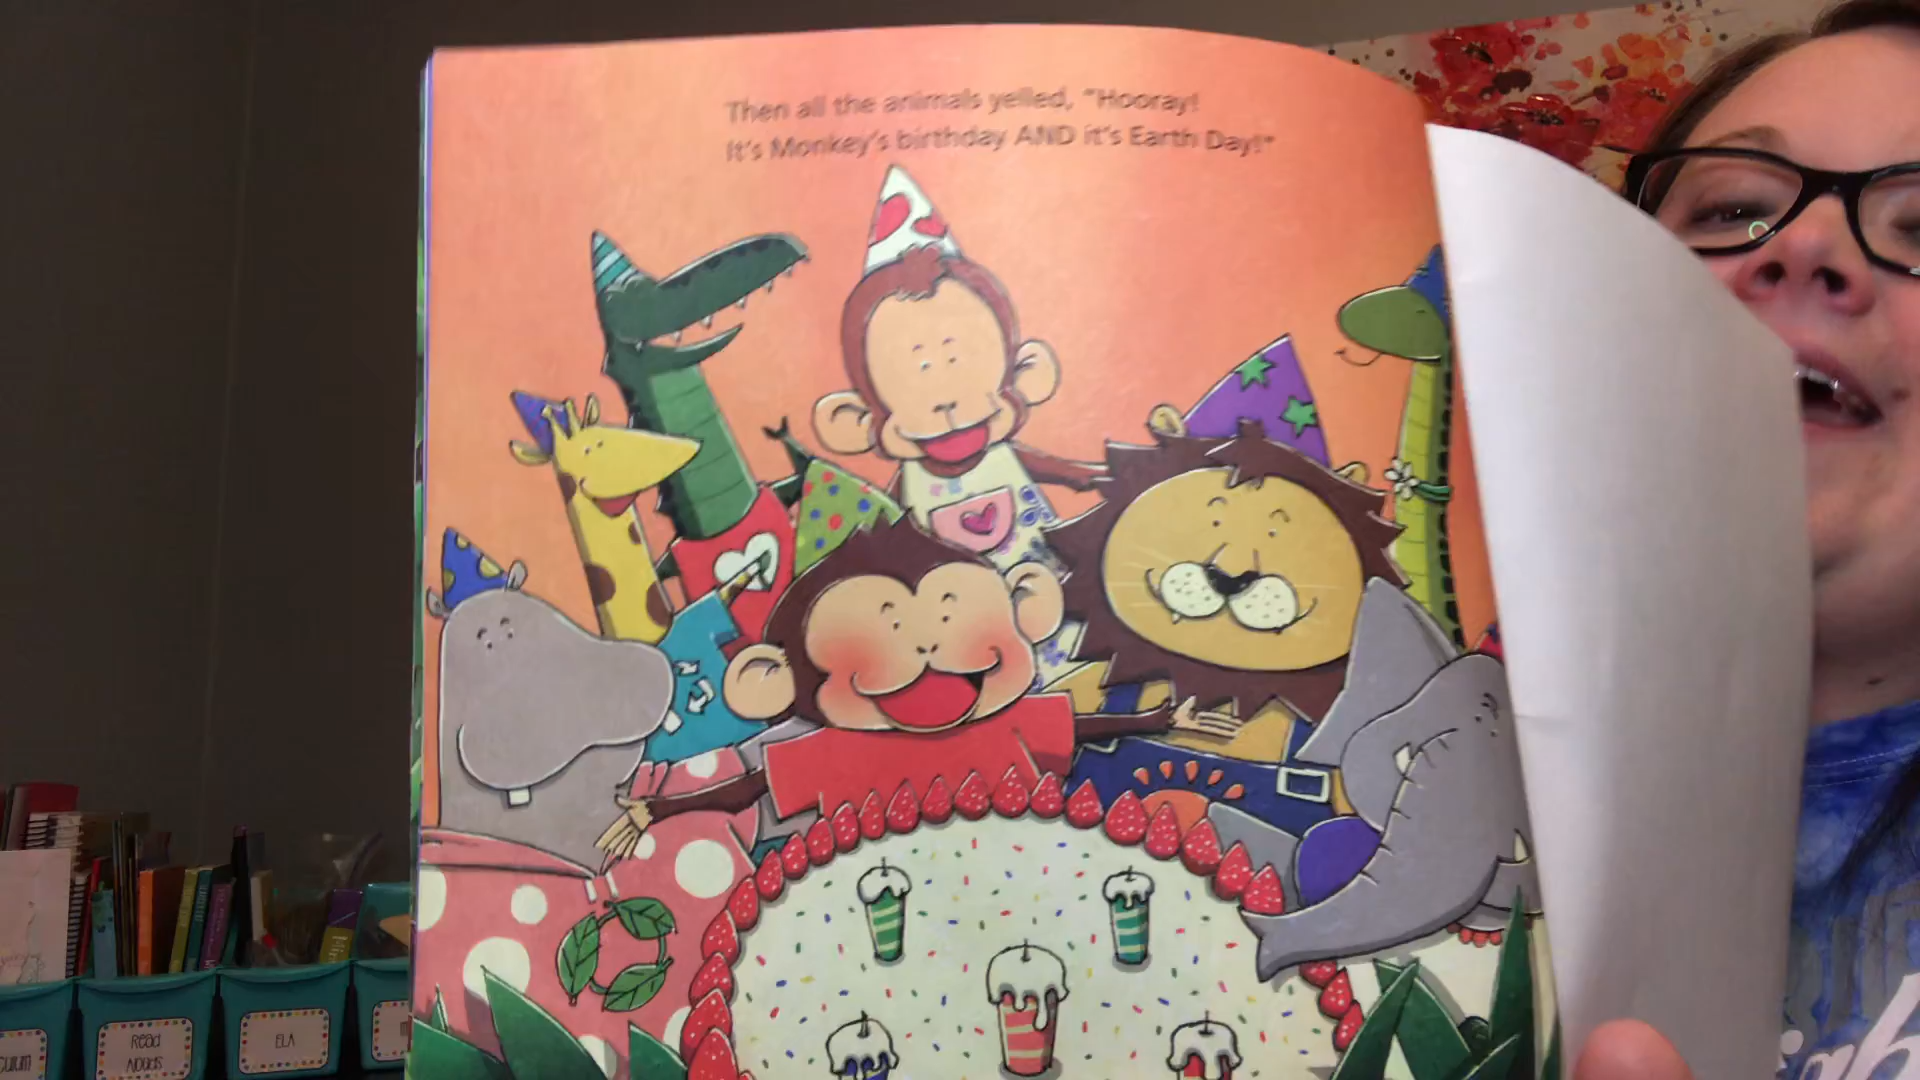 Then all the animals yelled, "Hooray!
It's Monkey's birthday AND it's Earth Day!"
Read
Alouds
ELA